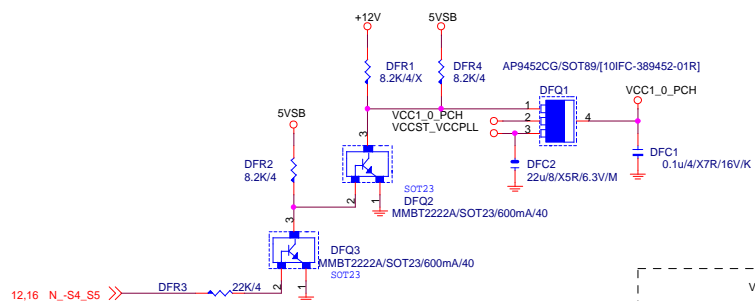 +12V
5VSB
DFR1
8.2K/4/X
DFR4
8.2K/4
AP9452CG/SOT89/[10IFC-389452-01R]
DFQ1
VCC1_0_PCH
1
VCC1_0_PCH
2
4
VCCST_VCCPLL
3
5VSB
3
DFC2
22u/8/X5R/6.3V/M
DFC1
0.1u/4/X7R/16V/K
DFR2
8.2K/4
SOT23
2
1
DFQ2
MMBT2222A/SOT23/600mA/40
3
DFQ3
MMBT2222A/SOT23/600mA/40
SOT23
2
1
12,16 N_-S4_S5
DFR3
22K/4
V